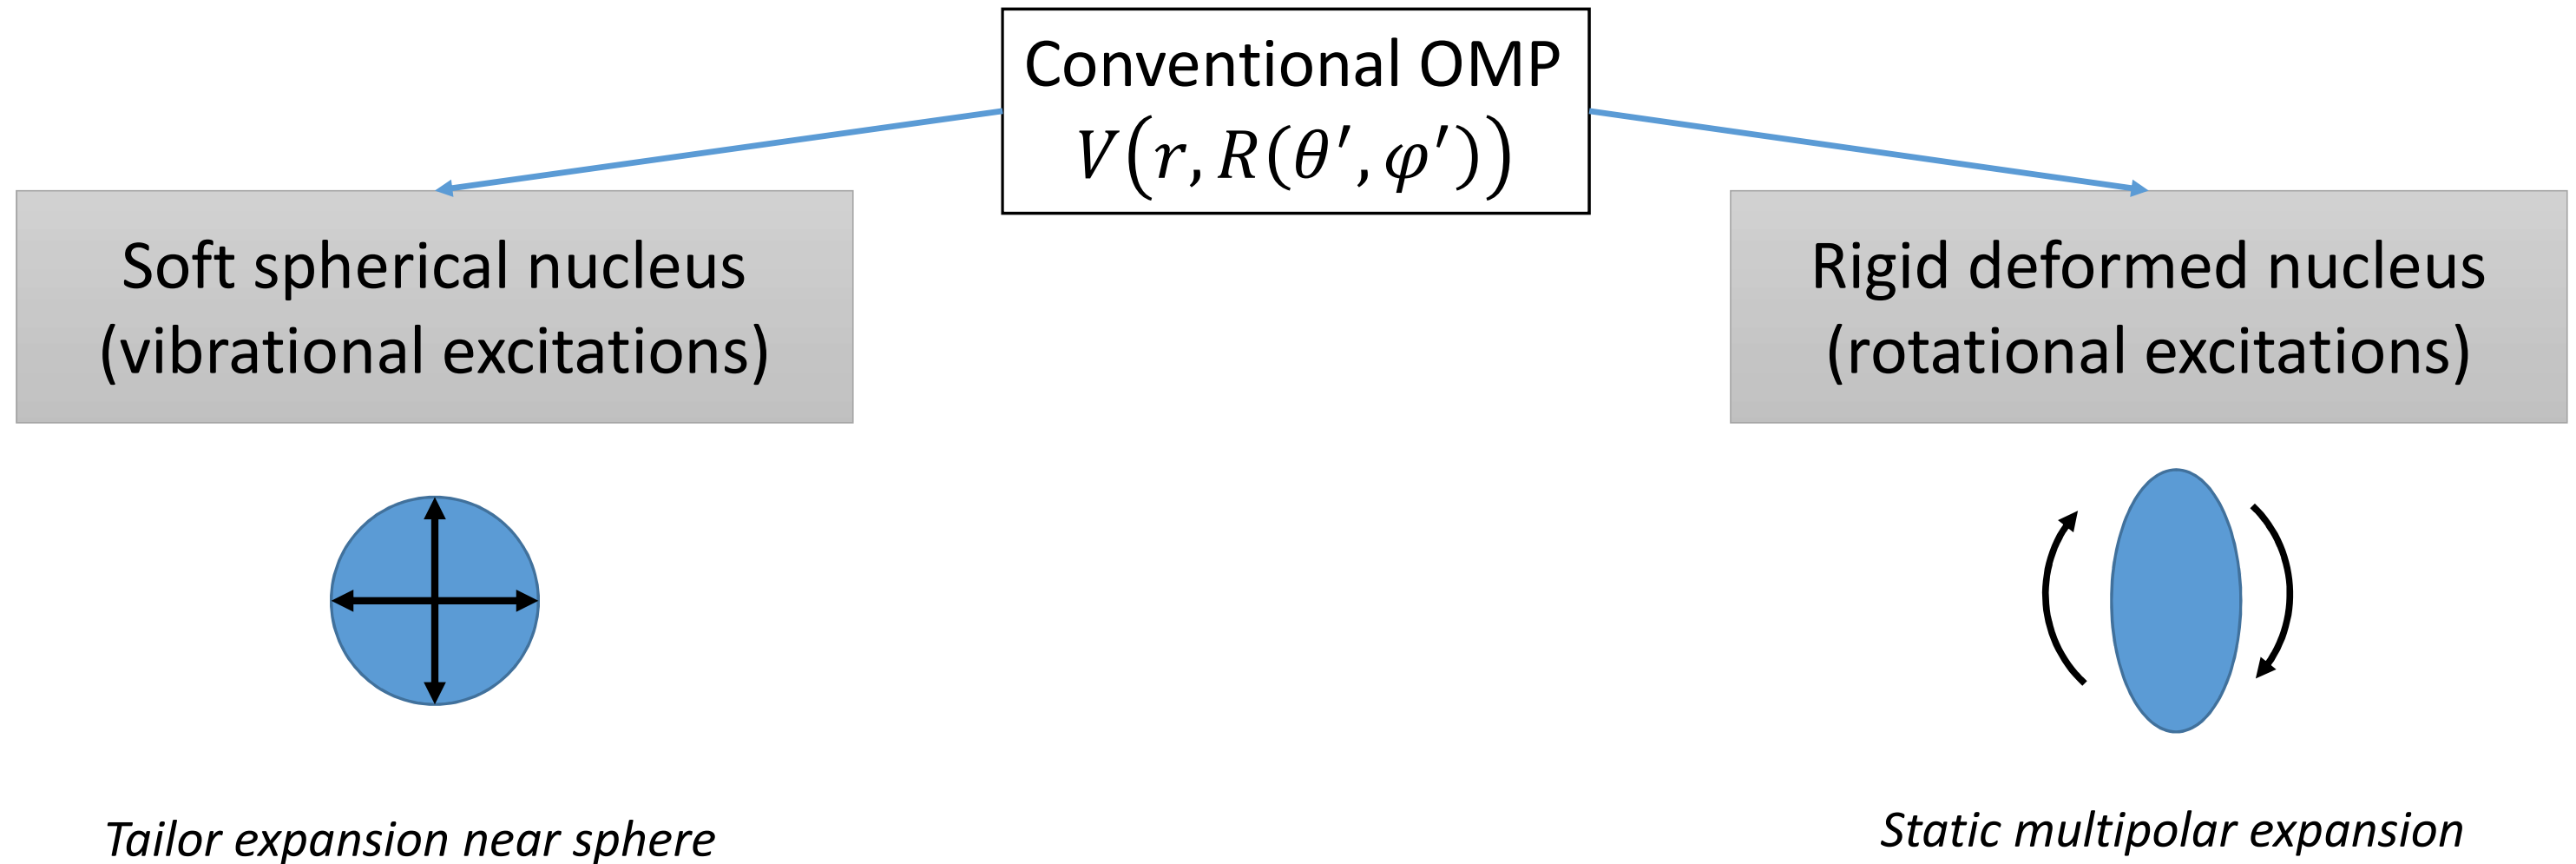 Conventional OMP
V(r, R(θ′, φ′))
Soft spherical nucleus
(vibrational excitations)
Rigid deformed nucleus
(rotational excitations)
Tailor expansion near sphere
Static multipolar expansion